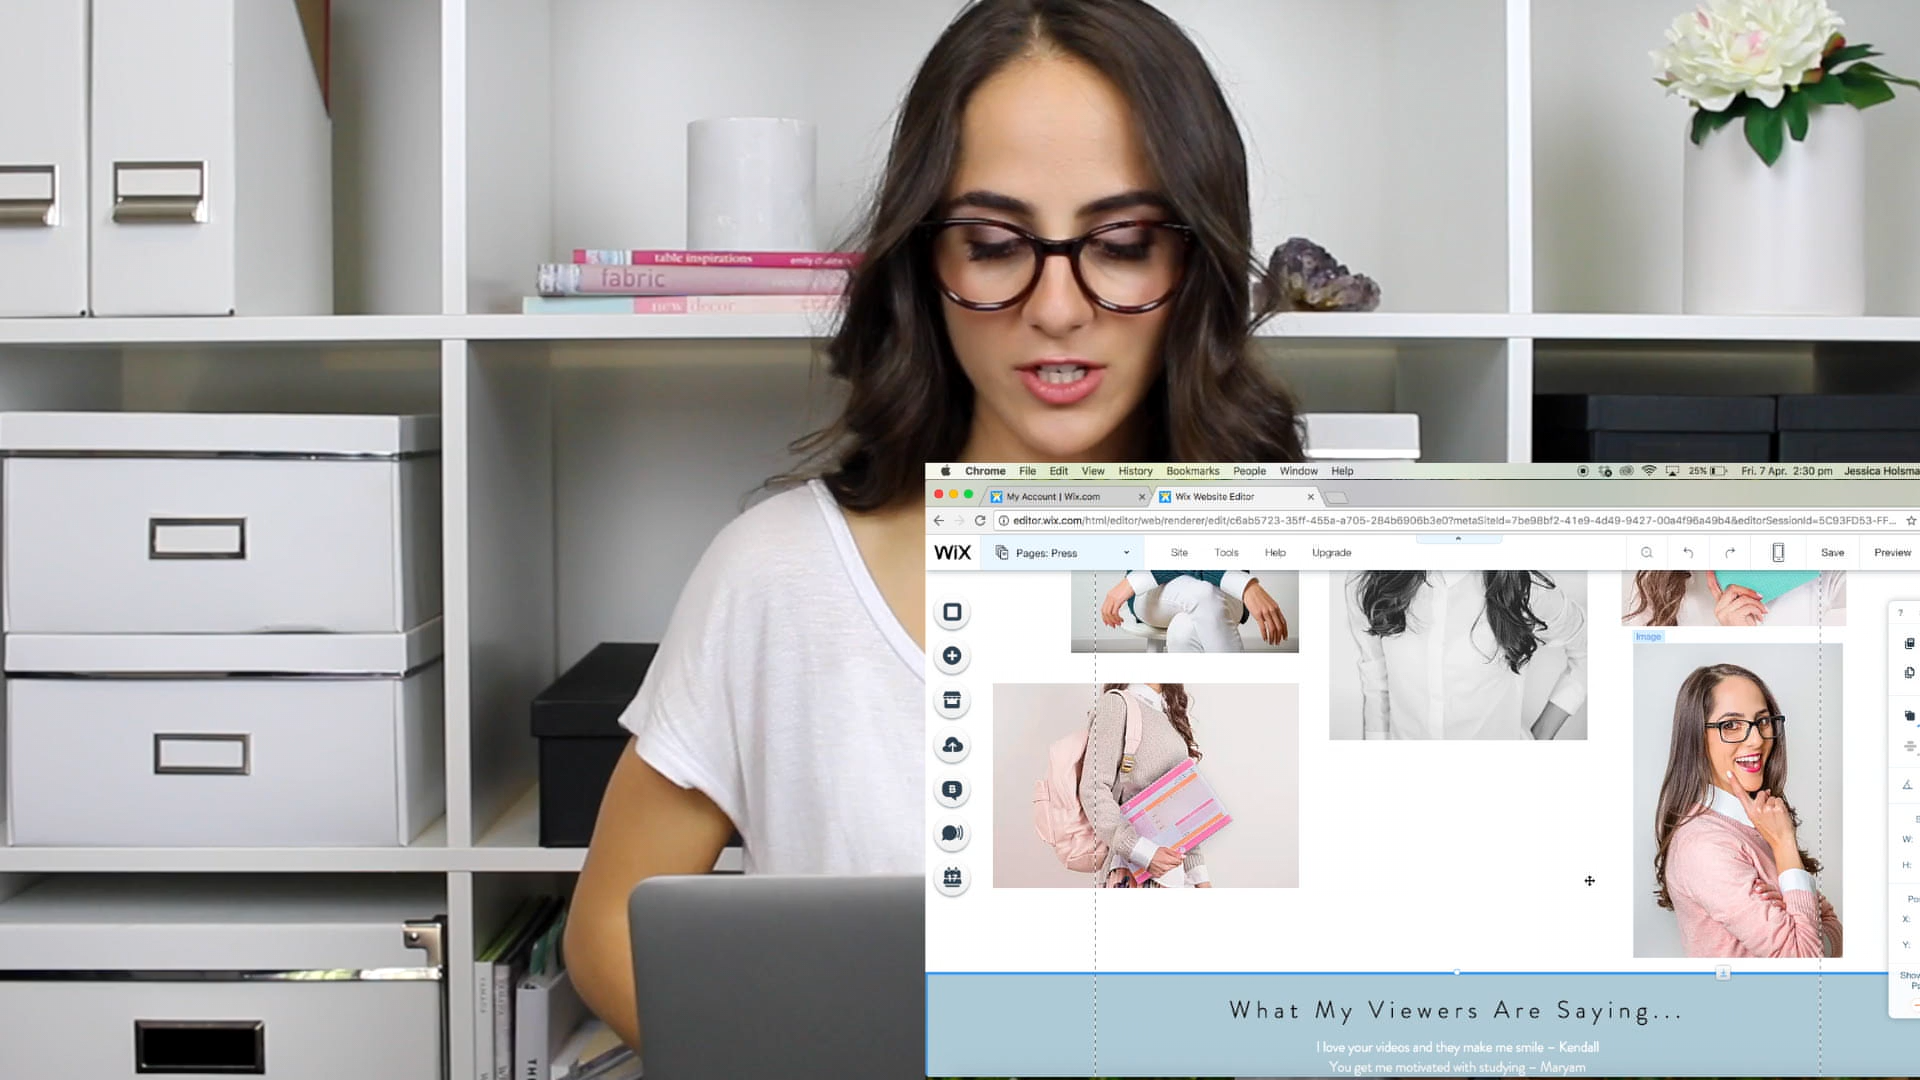 table inspirations
fabric
new decor
Chrome File Edit View History Bookmarks People Window Help
25% Fri. 7 Apr. 2:30 pm Jessica Holsma
My Account | Wix.com
Wix Website Editor
editor.wix.com/html/editor/web/renderer/edit/c6ab5723-35ff-455a-a705-284b6906b3e0?metaSiteId=7be98bf2-41e9-4d49-9427-00a4f96a49b4&editorSessionId=5C93FD53-FF...
WiX Pages: Press Site Tools Help Upgrade Save Preview
?
Image
B
W:
H:
Pos
X:
Y:
Show
What My Viewers Are Saying...
I love your videos and they make me smile – Kendall
You get me motivated with studying – Maryam